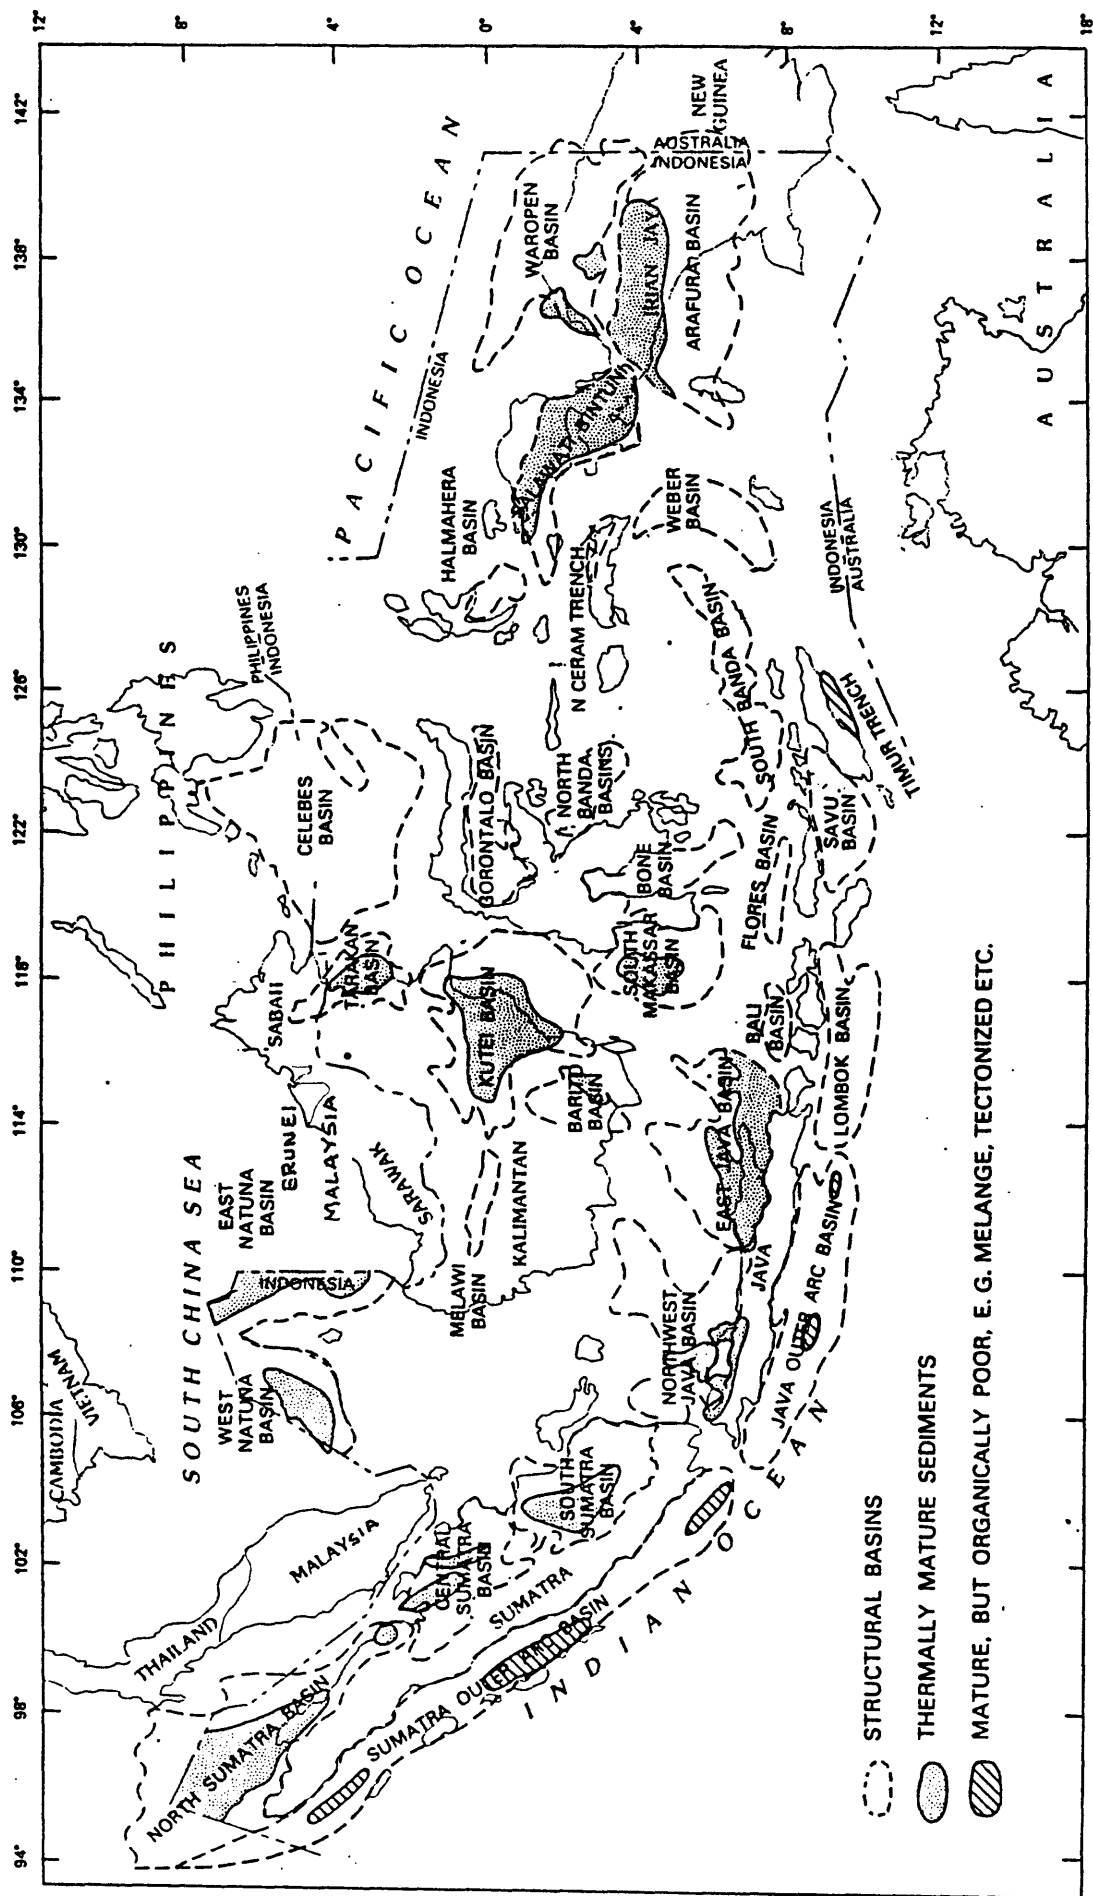 94°
98°
102°
106°
110°
114°
118°
122°
126°
130°
134°
138°
142°
12°
8°
4°
0°
4°
8°
12°
18°
CAMBODIA
VIETNAM
THAILAND
MALAYSIA
SOUTH CHINA SEA
PHILIPPINES
PACIFIC OCEAN
INDIAN OCEAN
AUSTRALIA
NORTH SUMATRA BASIN
SUMATRA OUTER ARC BASIN
SUMATRA
CENTRAL
SUMATRA
BASIN
SOUTH
SUMATRA
BASIN
WEST
NATUNA
BASIN
EAST
NATUNA
BASIN
INDONESIA
BRUNEI
MALAYSIA
SARAWAK
SABAII
MELAWI
BASIN
KALIMANTAN
NORTHWEST
JAVA BASIN
JAVA
JAVA OUTER ARC BASIN
EAST JAVA BASIN
BARITO
BASIN
KUTEI BASIN
TARAKAN
BASIN
CELEBES
BASIN
PHILIPPINES
INDONESIA
SOUTH
MAKASSAR
BASIN
BALI
BASIN
LOMBOK BASIN
GORONTALO BASIN
BONE
BASIN
FLORES BASIN
SAVU
BASIN
NORTH
BANDA
BASINS
SOUTH BANDA BASIN
TIMUR TRENCH
N CERAM TRENCH
HALMAHERA
BASIN
WEBER
BASIN
INDONESIA
AUSTRALIA
INDONESIA
SALAWATI BINTUNI
WAROPEN
BASIN
IRIAN JAYA
ARAFURA BASIN
AUSTRALIA
INDONESIA
NEW
GUINEA
STRUCTURAL BASINS
THERMALLY MATURE SEDIMENTS
MATURE, BUT ORGANICALLY POOR, E. G. MELANGE, TECTONIZED ETC.